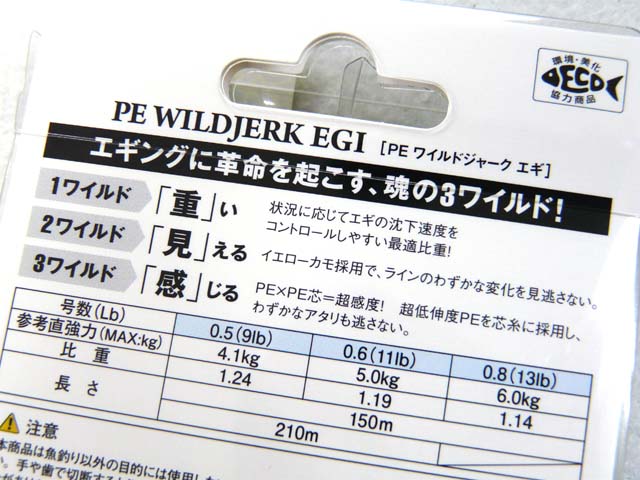 環境・美化
ECO
協力商品
PE WILDJERK EGI [PE ワイルドジャーク エギ]
エギングに革命を起こす、魂の3ワイルド!
1ワイルド 「重」い 状況に応じてエギの沈下速度を
コントロールしやすい最適比重!
2ワイルド 「見」える イエローカモ採用で、ラインのわずかな変化を見逃さない。
3ワイルド 「感」じる PE×PE芯=超感度! 超低伸度PEを芯糸に採用し、
わずかなアタリも逃さない。
号数(Lb) 0.5(9lb) 0.6(11lb) 0.8(13lb)
参考直強力(MAX:kg) 4.1kg 5.0kg 6.0kg
比重 1.24 1.19 1.14
長さ 150m
210m
注意
本商品は魚釣り以外の目的には使用し
い。手や歯で切断する